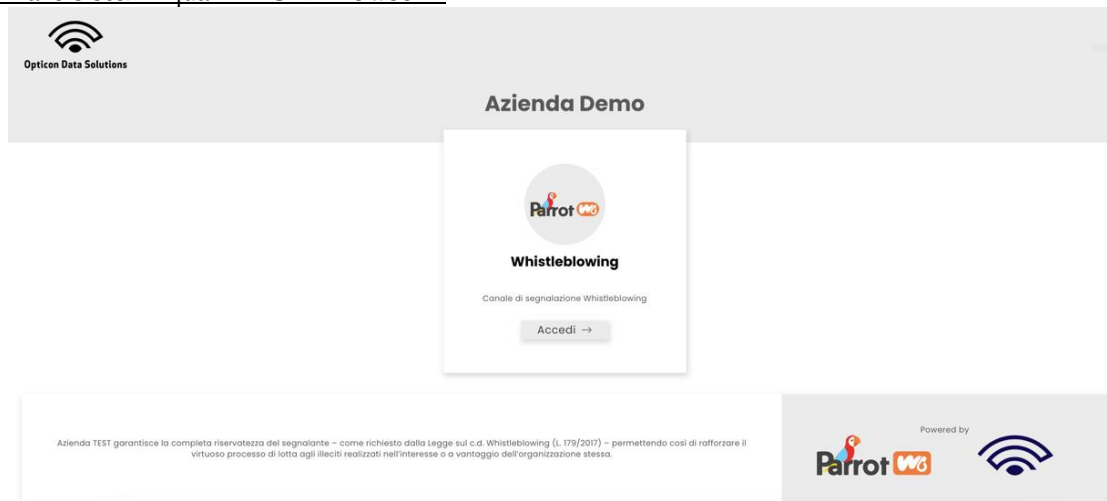 Opticon Data Solutions
Azienda Demo
Parrot WB
Whistleblowing
Canale di segnalazione Whistleblowing
Accedi →
Azienda TEST garantisce la completa riservatezza del segnalante – come richiesto dalla Legge sul c.d. Whistleblowing (L. 179/2017) – permettendo così di rafforzare il
virtuoso processo di lotta agli illeciti realizzati nell'interesse o a vantaggio dell'organizzazione stessa.
Powered by
Parrot WB